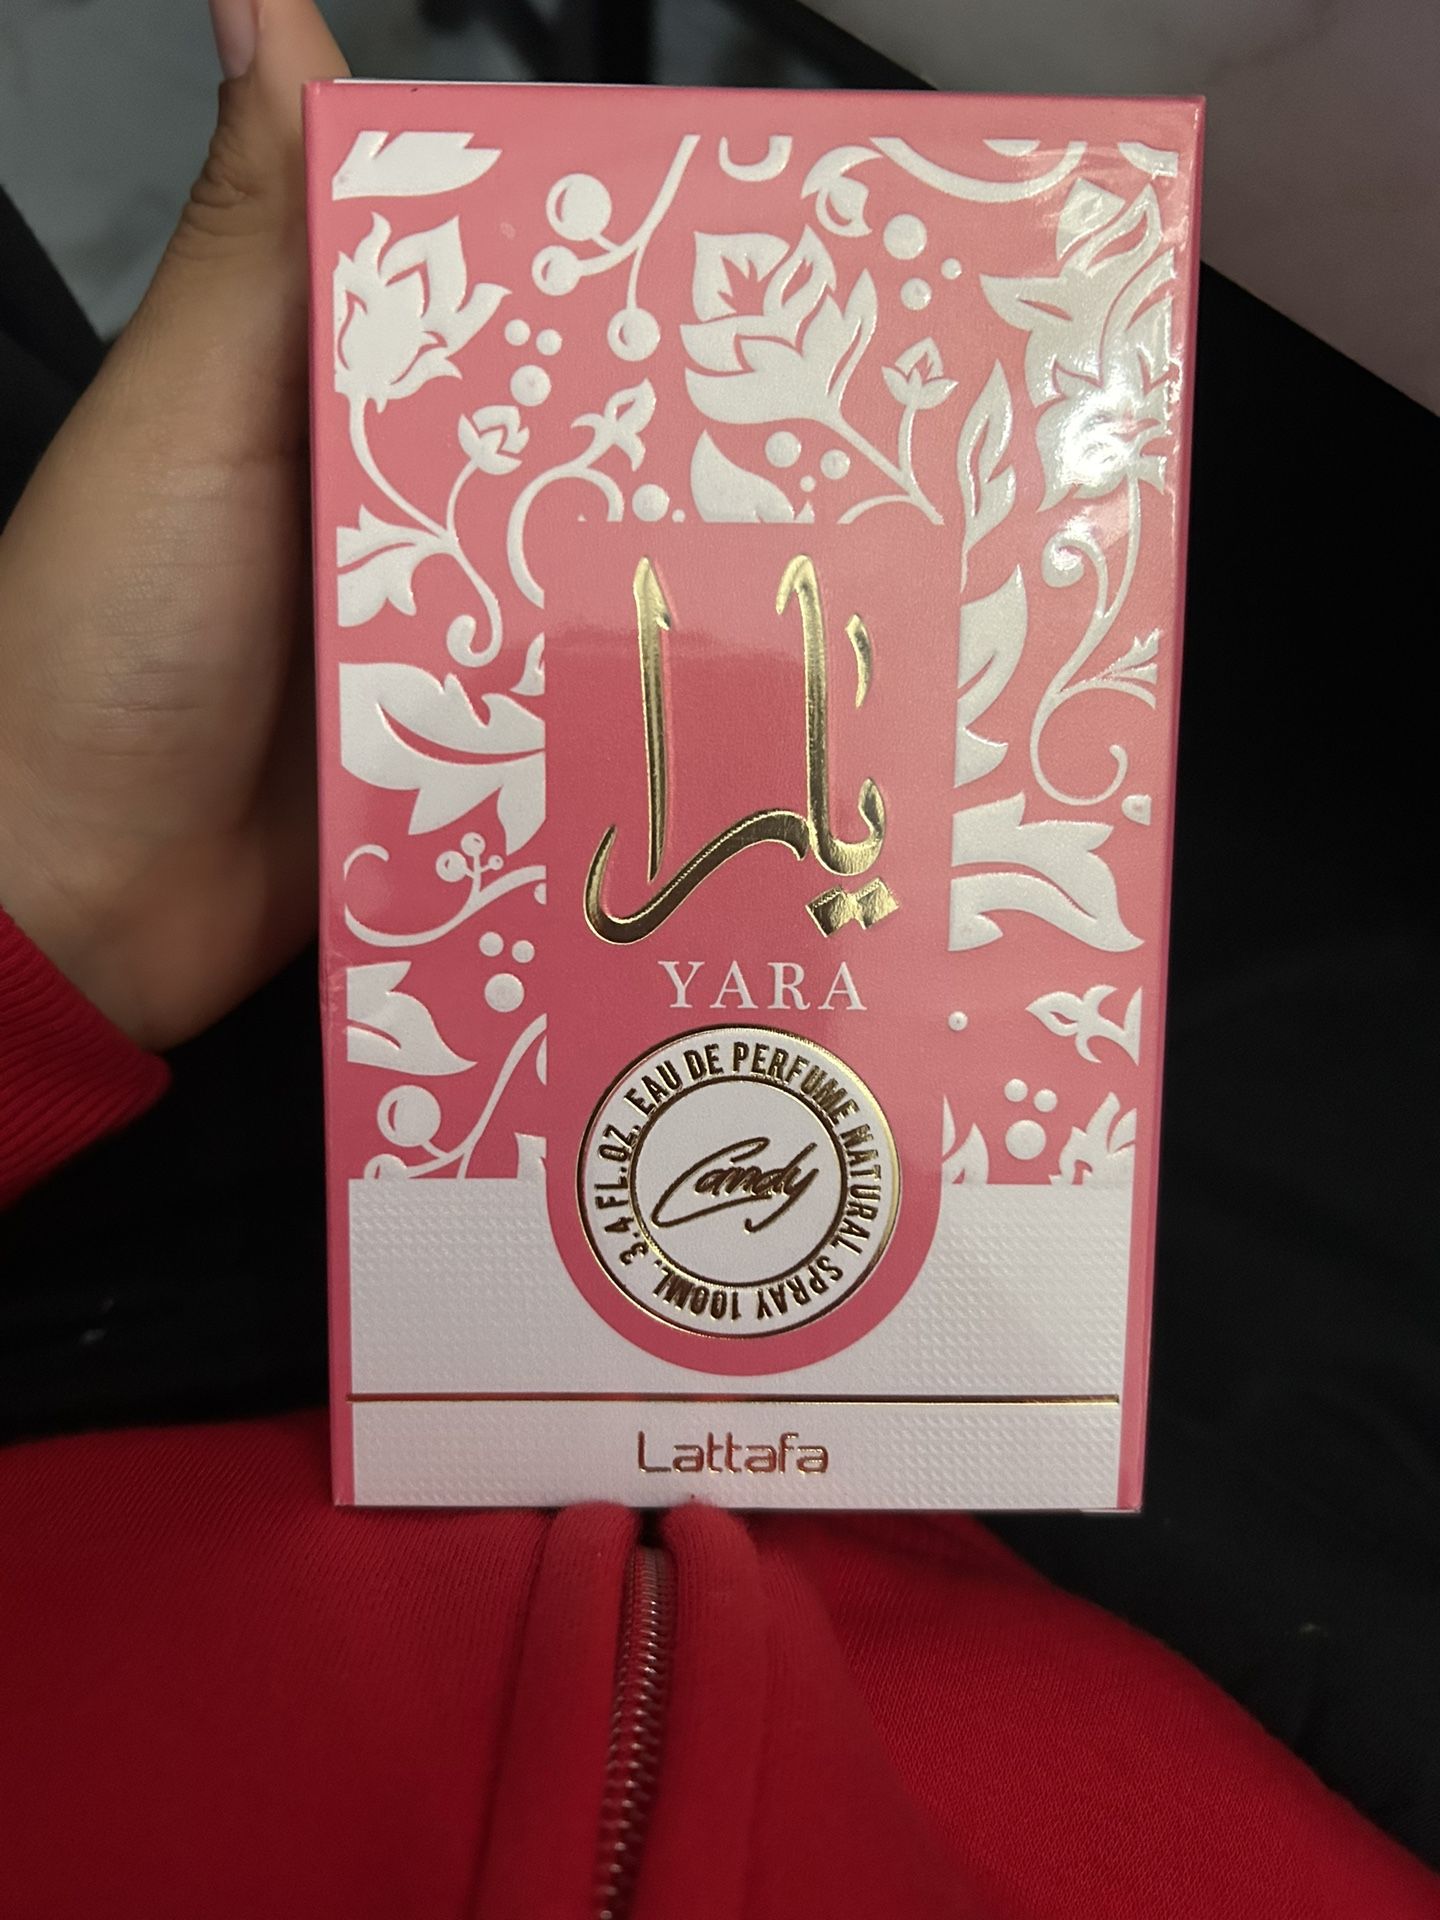 يارا
YARA
EAU DE PERFUME NATURAL SPRAY 100ML. 3.4 FL.OZ.
Candy
Lattafa